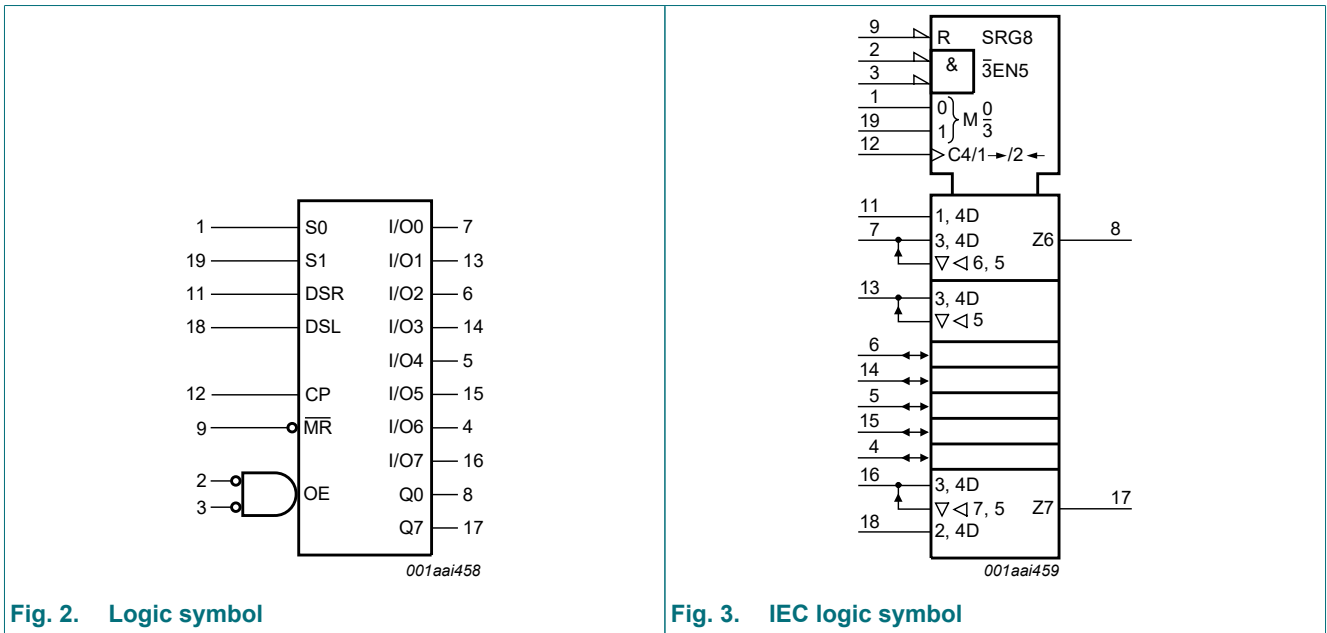 1 S0 I/O0 7
19 S1 I/O1 13
11 DSR I/O2 6
18 DSL I/O3 14
I/O4 5
12 CP I/O5 15
9 M̅R̅ I/O6 4
I/O7 16
2
3 OE Q0 8
Q7 17
001aai458
Fig. 2. Logic symbol
9 R SRG8
2
& 3̅EN5
3
1 0 } M 0/3
19 1
12 C4/1→/2←
11 1, 4D
7 3, 4D Z6 8
▽ ◁ 6, 5
13 3, 4D
▽ ◁ 5
6
14
5
15
4
16 3, 4D
▽ ◁ 7, 5 Z7 17
18 2, 4D
001aai459
Fig. 3. IEC logic symbol